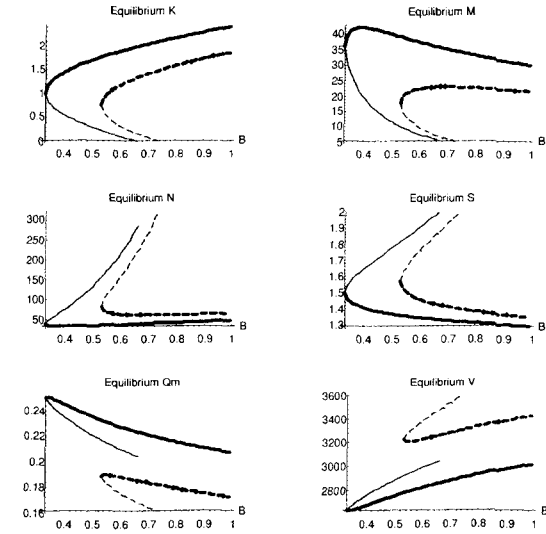 Equilibrium K
2
1.5
1
0.5
0
B
0.4 0.5 0.6 0.7 0.8 0.9 1
Equilibrium M
40
35
30
25
20
15
10
5
B
0.4 0.5 0.6 0.7 0.8 0.9 1
Equilibrium N
300
250
200
150
100
50
B
0.4 0.5 0.6 0.7 0.8 0.9 1
Equilibrium S
2
1.9
1.8
1.7
1.6
1.5
1.4
1.3
B
0.4 0.5 0.6 0.7 0.8 0.9 1
Equilibrium Qm
0.24
0.22
0.2
0.18
0.16
B
0.4 0.5 0.6 0.7 0.8 0.9 1
Equilibrium V
3600
3400
3200
3000
2800
B
0.4 0.5 0.6 0.7 0.8 0.9 1